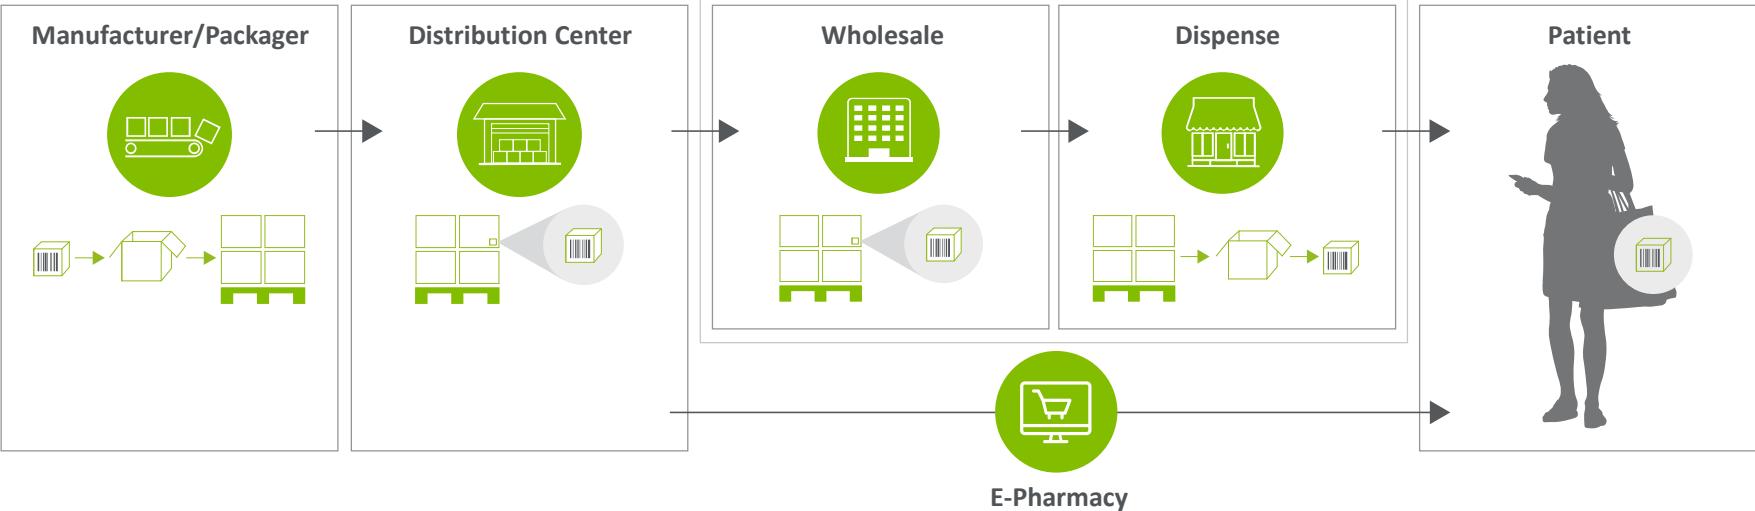 Manufacturer/Packager
Distribution Center
Wholesale
Dispense
Patient
E-Pharmacy